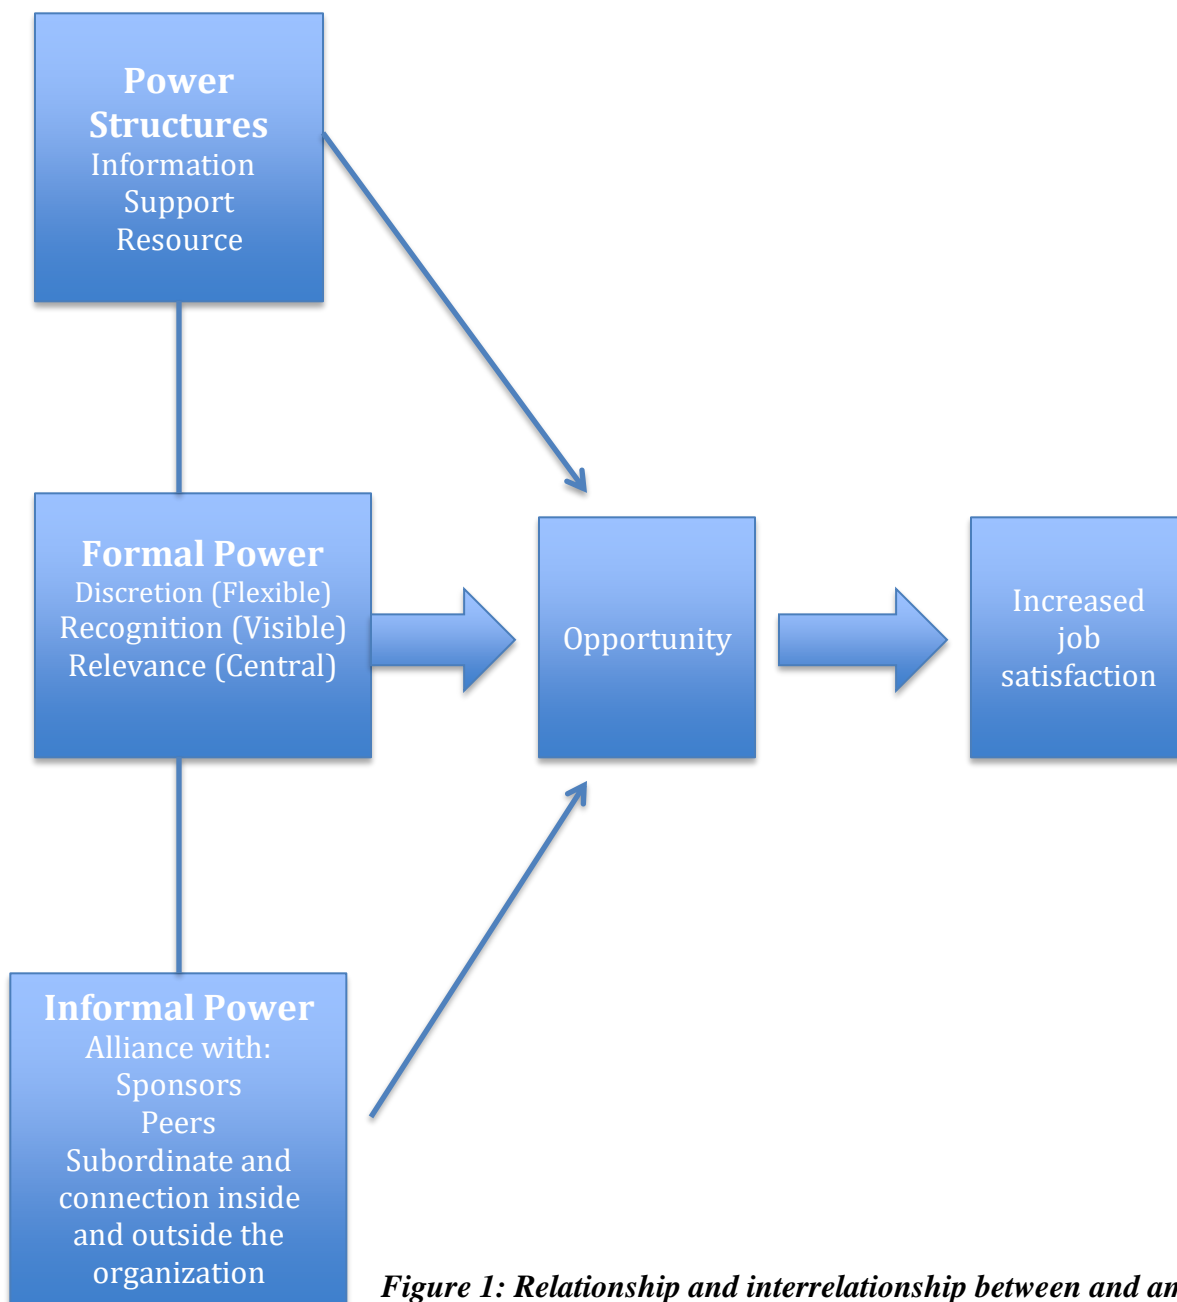 Power
Structures
Information
Support
Resource
Formal Power
Discretion (Flexible)
Recognition (Visible)
Relevance (Central)
Opportunity
Increased
job
satisfaction
Informal Power
Alliance with:
Sponsors
Peers
Subordinate and
connection inside
and outside the
organization
Figure 1: Relationship and interrelationship between and